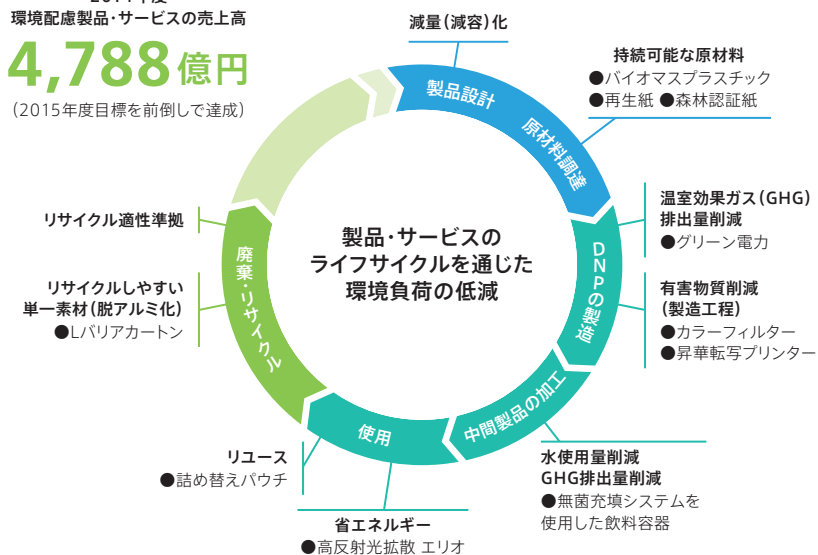 環境配慮製品・サービスの売上高
4,788億円
(2015年度目標を前倒しで達成)
減量(減容)化
持続可能な原材料
●バイオマスプラスチック
●再生紙 ●森林認証紙
製品設計
原材料調達
温室効果ガス(GHG)
排出量削減
●グリーン電力
DNPの製造
有害物質削減
(製造工程)
●カラーフィルター
●昇華転写プリンター
中間製品の加工
水使用量削減
GHG排出量削減
●無菌充填システムを
使用した飲料容器
使用
省エネルギー
●高反射光拡散 エリオ
リユース
●詰め替えパウチ
廃棄・リサイクル
リサイクルしやすい
単一素材(脱アルミ化)
●Lバリアカートン
リサイクル適性準拠
製品・サービスの
ライフサイクルを通じた
環境負荷の低減